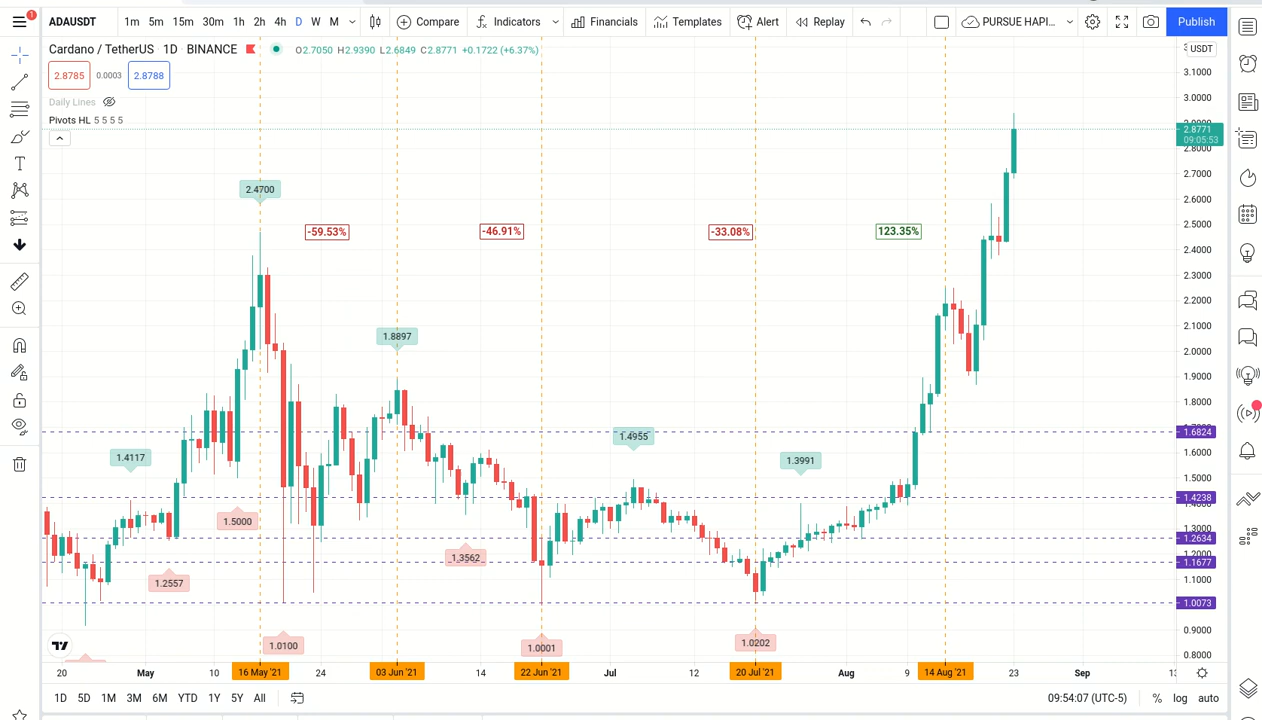 1
ADAUSDT
1m 5m 15m 30m 1h 2h 4h D W M
Compare
Indicators
Financials
Templates
Alert
Replay
PURSUE HAPI...
Publish
Cardano / TetherUS · 1D · BINANCE
O2.7050 H2.9390 L2.6849 C2.8771 +0.1722 (+6.37%)
USDT
2.8785 0.0003 2.8788
Daily Lines
Pivots HL 5 5 5 5
3.1000
3.0000
2.8771
09:05:53
2.8000
2.7000
2.6000
2.5000
2.4000
2.3000
2.2000
2.1000
2.0000
1.9000
1.8000
1.6824
1.6000
1.5000
1.4238
1.3000
1.2634
1.1677
1.1000
1.0073
0.9000
0.8000
2.4700
-59.53%
-46.91%
-33.08%
123.35%
1.8897
1.4117
1.4955
1.3991
1.5000
1.3562
1.2557
1.0100
1.0001
1.0202
20 May 10 16 May '21 24 03 Jun '21 14 22 Jun '21 Jul 12 20 Jul '21 Aug 9 14 Aug '21 23 Sep
1D 5D 1M 3M 6M YTD 1Y 5Y All
09:54:07 (UTC-5) % log auto